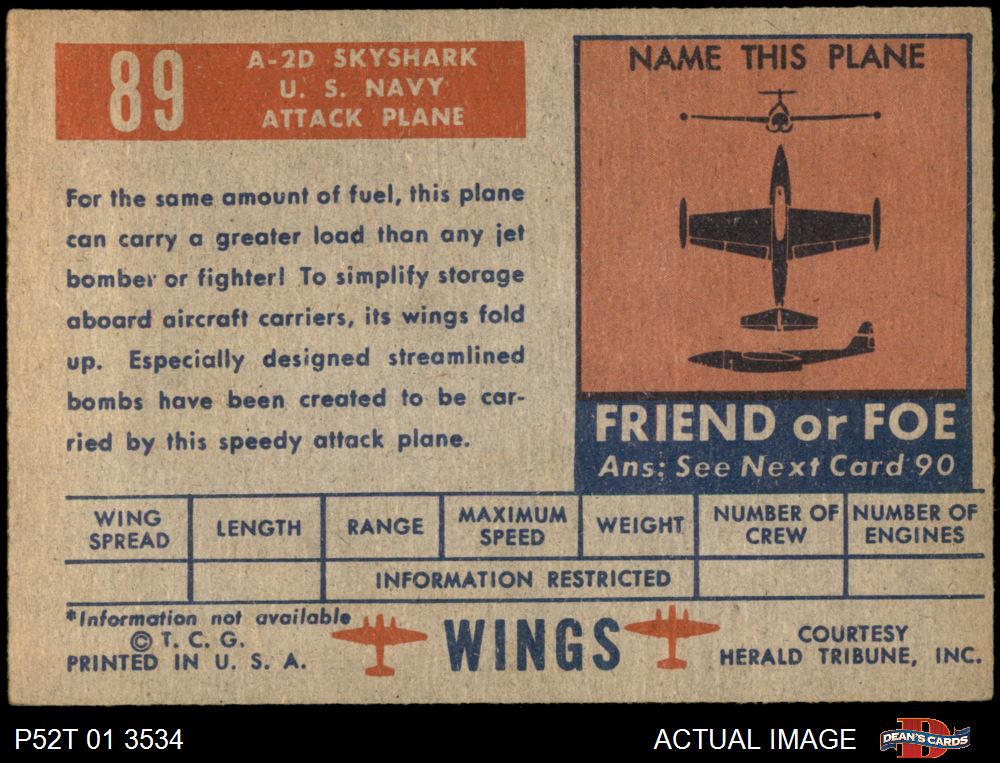 89
A-2D SKYSHARK
U. S. NAVY
ATTACK PLANE
For the same amount of fuel, this plane
can carry a greater load than any jet
bomber or fighter! To simplify storage
aboard aircraft carriers, its wings fold
up. Especially designed streamlined
bombs have been created to be car-
ried by this speedy attack plane.
NAME THIS PLANE
FRIEND or FOE
Ans: See Next Card 90
WING SPREAD LENGTH RANGE MAXIMUM SPEED WEIGHT NUMBER OF CREW NUMBER OF ENGINES
INFORMATION RESTRICTED
*Information not available
© T. C. G.
PRINTED IN U. S. A.
WINGS
COURTESY
HERALD TRIBUNE, INC.
P52T 01 3534
ACTUAL IMAGE
D
DEAN'S CARDS